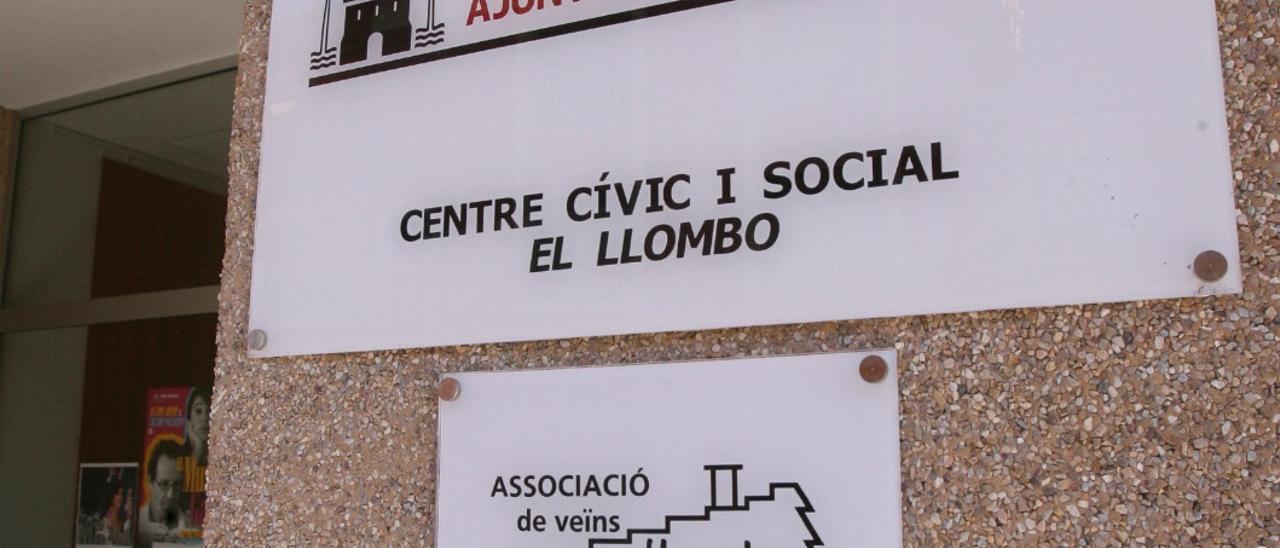 CENTRE CÍVIC I SOCIAL
EL LLOMBO
ASSOCIACIÓ
de veïns